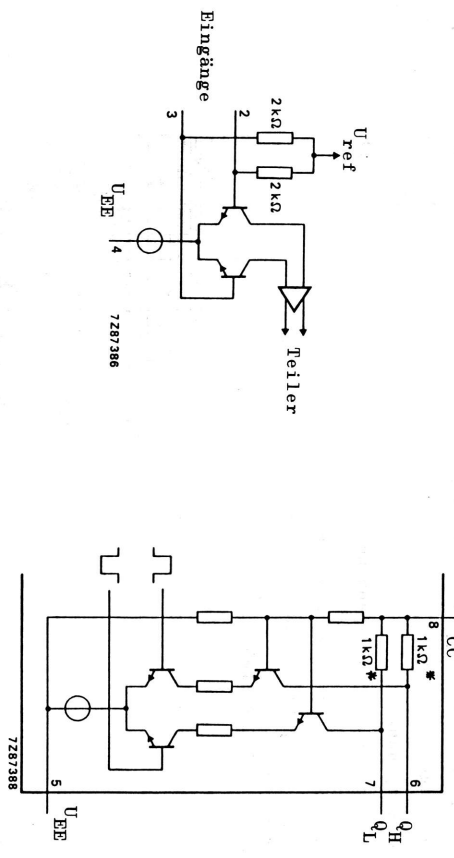 U ref
2 kΩ
2 kΩ
Eingänge
2
3
U EE
4
Teiler
7Z87386
CC
8
1kΩ*
1kΩ*
6
7
Q H
Q L
5
U EE
7Z87388